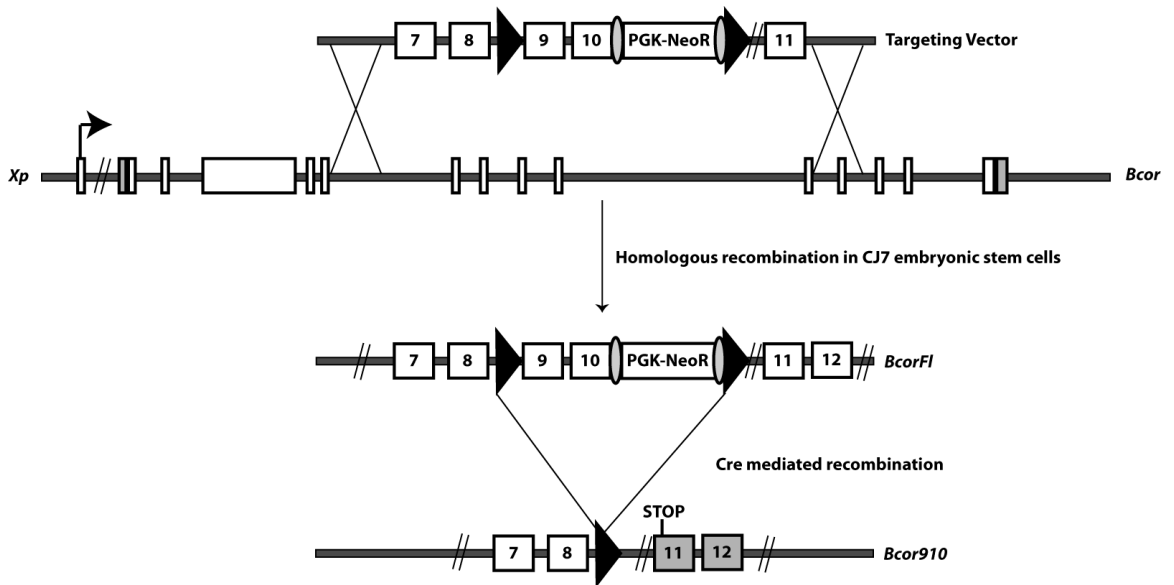 7 8 9 10 PGK-NeoR 11 Targeting Vector
Xp Bcor
Homologous recombination in CJ7 embryonic stem cells
7 8 9 10 PGK-NeoR 11 12 BcorFl
Cre mediated recombination
STOP
7 8 11 12 Bcor910